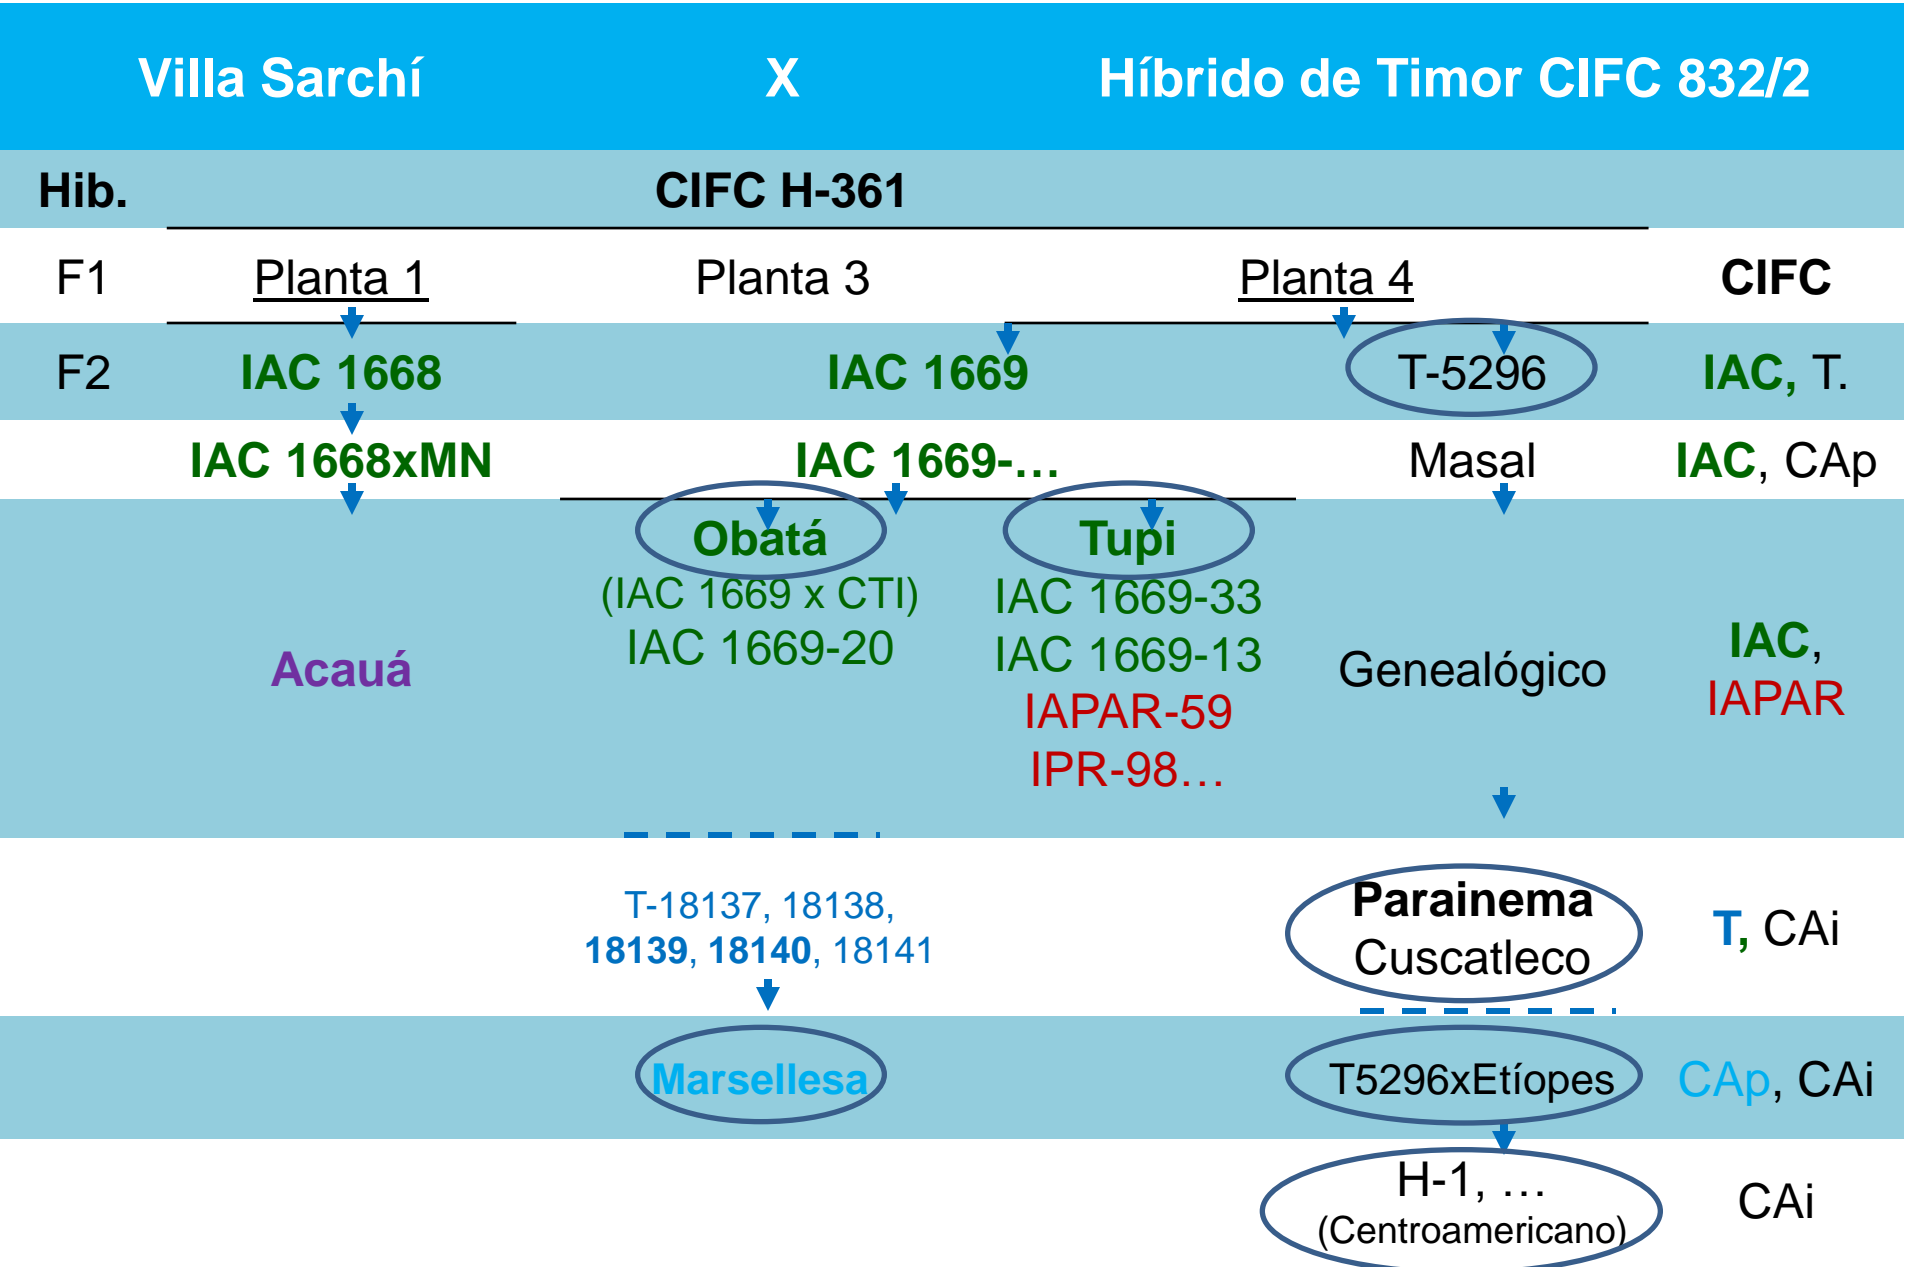 Villa Sarchí X Híbrido de Timor CIFC 832/2
Hib. CIFC H-361
F1 Planta 1 Planta 3 Planta 4 CIFC
F2 IAC 1668 IAC 1669 T-5296 IAC, T.
IAC 1668xMN IAC 1669-… Masal IAC, CAp
Acauá
Obatá
(IAC 1669 x CTI)
IAC 1669-20
Tupi
IAC 1669-33
IAC 1669-13
IAPAR-59
IPR-98…
Genealógico
IAC,
IAPAR
T-18137, 18138,
18139, 18140, 18141
Parainema
Cuscatleco
T, CAi
Marsellesa T5296xEtíopes CAp, CAi
H-1, …
(Centroamericano)
CAi